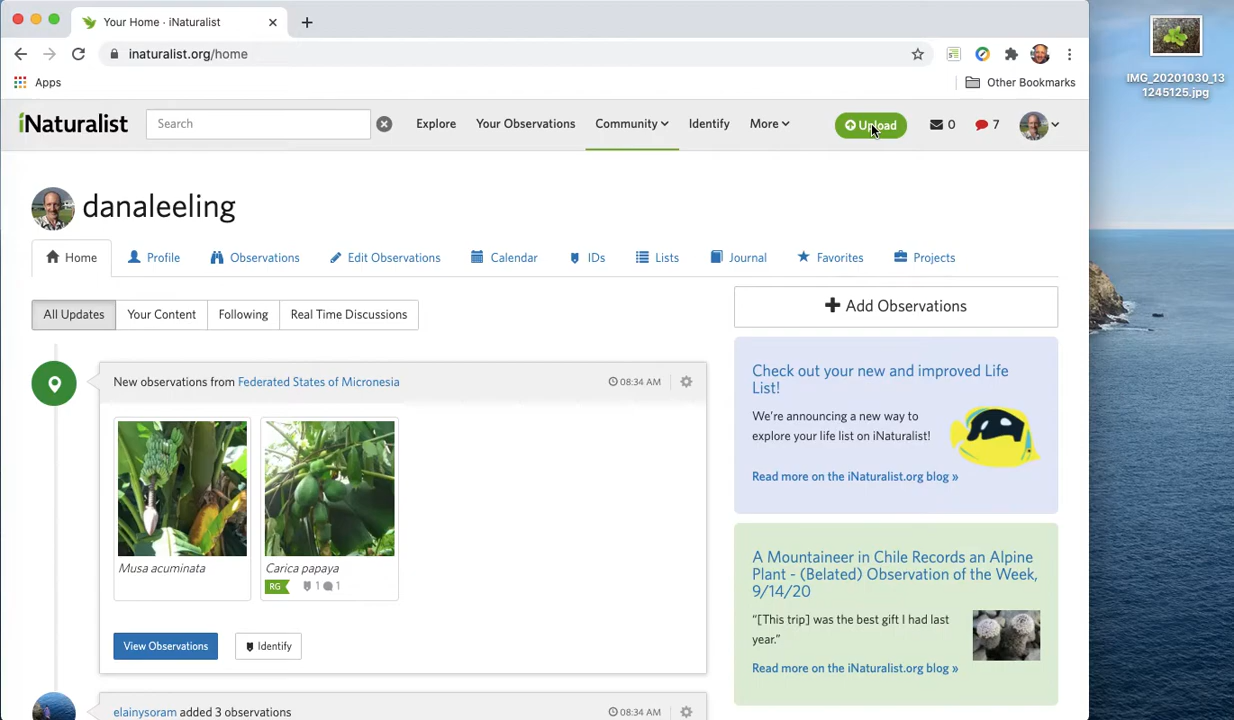 Your Home · iNaturalist
inaturalist.org/home
Apps
Other Bookmarks
IMG_20201030_13
1245125.jpg
iNaturalist
Search
Explore
Your Observations
Community
Identify
More
Upload
0
7
danaleeling
Home
Profile
Observations
Edit Observations
Calendar
IDs
Lists
Journal
Favorites
Projects
All Updates
Your Content
Following
Real Time Discussions
Add Observations
New observations from Federated States of Micronesia
08:34 AM
Musa acuminata
Carica papaya
RG
1
1
View Observations
Identify
elainysoram added 3 observations
08:34 AM
Check out your new and improved Life
List!
We're announcing a new way to
explore your life list on iNaturalist!
Read more on the iNaturalist.org blog »
A Mountaineer in Chile Records an Alpine
Plant - (Belated) Observation of the Week,
9/14/20
“[This trip] was the best gift I had last
year.”
Read more on the iNaturalist.org blog »